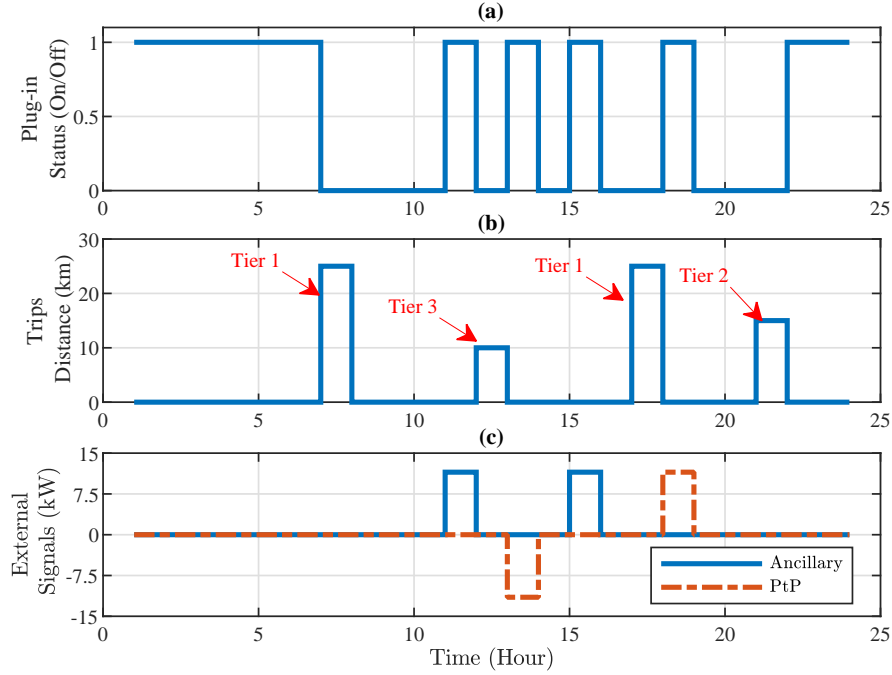 (a)
Plug-in
Status (On/Off)
1
0.5
0
0
5
10
15
20
25
(b)
Trips
Distance (km)
30
20
10
0
Tier 1
Tier 3
Tier 1
Tier 2
0
5
10
15
20
25
(c)
External
Signals (kW)
15
7.5
0
-7.5
-15
Ancillary
PtP
0
5
10
15
20
25
Time (Hour)